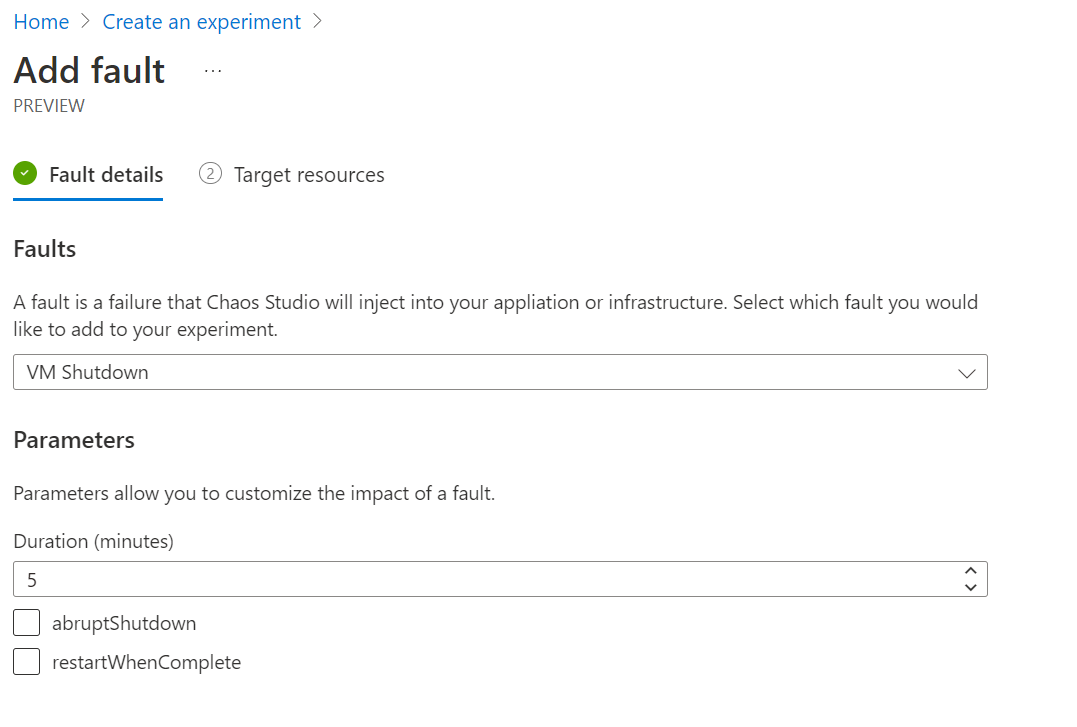 Home > Create an experiment >
Add fault ...
PREVIEW
Fault details 2 Target resources
Faults
A fault is a failure that Chaos Studio will inject into your appliation or infrastructure. Select which fault you would
like to add to your experiment.
VM Shutdown
Parameters
Parameters allow you to customize the impact of a fault.
Duration (minutes)
5
abruptShutdown
restartWhenComplete